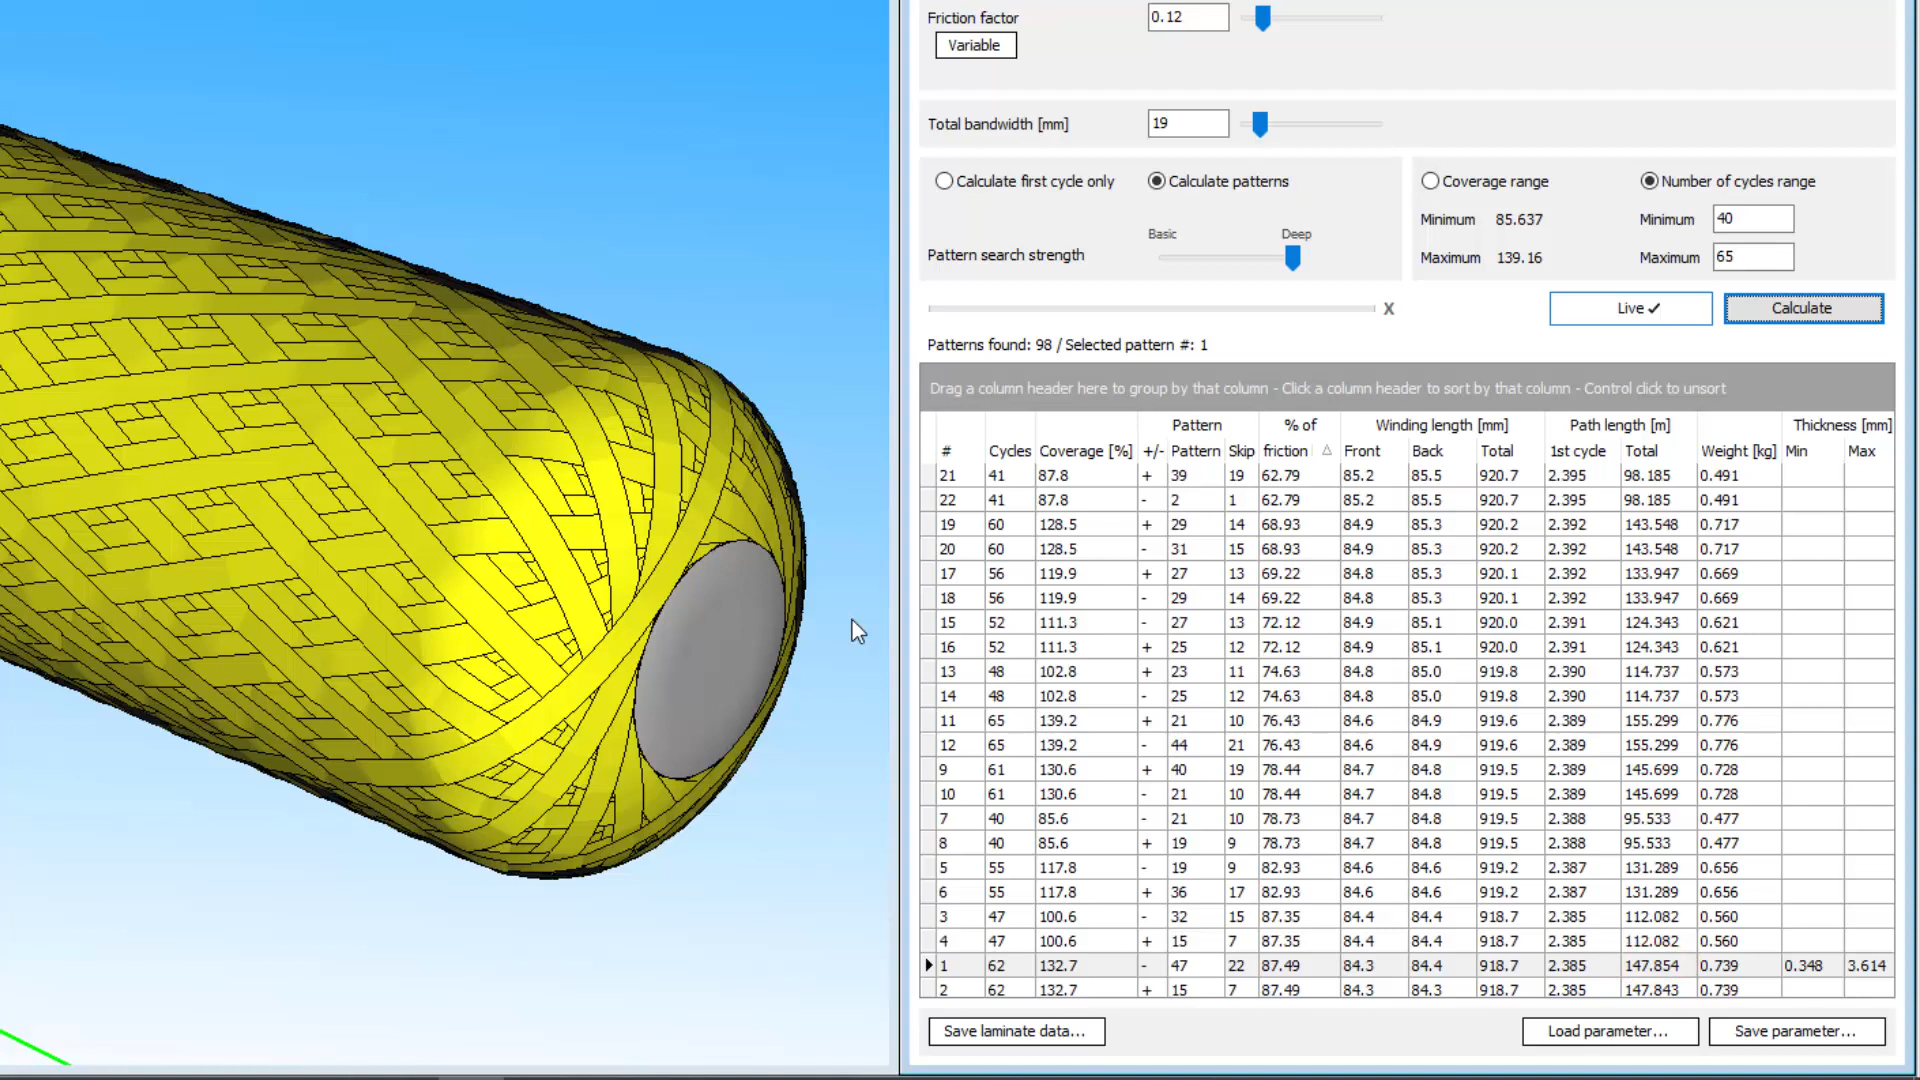 Friction factor 0.12
Variable
Total bandwidth [mm] 19
Calculate first cycle only Calculate patterns Coverage range Number of cycles range
Minimum 85.637 Minimum 40
Basic Deep
Pattern search strength Maximum 139.16 Maximum 65
X Live ✓ Calculate
Patterns found: 98 / Selected pattern #: 1
Drag a column header here to group by that column - Click a column header to sort by that column - Control click to unsort
Pattern % of Winding length [mm] Path length [m] Thickness [mm]
# Cycles Coverage [%] +/- Pattern Skip friction △ Front Back Total 1st cycle Total Weight [kg] Min Max
21 41 87.8 + 39 19 62.79 85.2 85.5 920.7 2.395 98.185 0.491
22 41 87.8 - 2 1 62.79 85.2 85.5 920.7 2.395 98.185 0.491
19 60 128.5 + 29 14 68.93 84.9 85.3 920.2 2.392 143.548 0.717
20 60 128.5 - 31 15 68.93 84.9 85.3 920.2 2.392 143.548 0.717
17 56 119.9 + 27 13 69.22 84.8 85.3 920.1 2.392 133.947 0.669
18 56 119.9 - 29 14 69.22 84.8 85.3 920.1 2.392 133.947 0.669
15 52 111.3 - 27 13 72.12 84.9 85.1 920.0 2.391 124.343 0.621
16 52 111.3 + 25 12 72.12 84.9 85.1 920.0 2.391 124.343 0.621
13 48 102.8 + 23 11 74.63 84.8 85.0 919.8 2.390 114.737 0.573
14 48 102.8 - 25 12 74.63 84.8 85.0 919.8 2.390 114.737 0.573
11 65 139.2 + 21 10 76.43 84.6 84.9 919.6 2.389 155.299 0.776
12 65 139.2 - 44 21 76.43 84.6 84.9 919.6 2.389 155.299 0.776
9 61 130.6 + 40 19 78.44 84.7 84.8 919.5 2.389 145.699 0.728
10 61 130.6 - 21 10 78.44 84.7 84.8 919.5 2.389 145.699 0.728
7 40 85.6 - 21 10 78.73 84.7 84.8 919.5 2.388 95.533 0.477
8 40 85.6 + 19 9 78.73 84.7 84.8 919.5 2.388 95.533 0.477
5 55 117.8 - 19 9 82.93 84.6 84.6 919.2 2.387 131.289 0.656
6 55 117.8 + 36 17 82.93 84.6 84.6 919.2 2.387 131.289 0.656
3 47 100.6 - 32 15 87.35 84.4 84.4 918.7 2.385 112.082 0.560
4 47 100.6 + 15 7 87.35 84.4 84.4 918.7 2.385 112.082 0.560
1 62 132.7 - 47 22 87.49 84.3 84.4 918.7 2.385 147.854 0.739 0.348 3.614
2 62 132.7 + 15 7 87.49 84.3 84.3 918.7 2.385 147.843 0.739
Save laminate data... Load parameter... Save parameter...